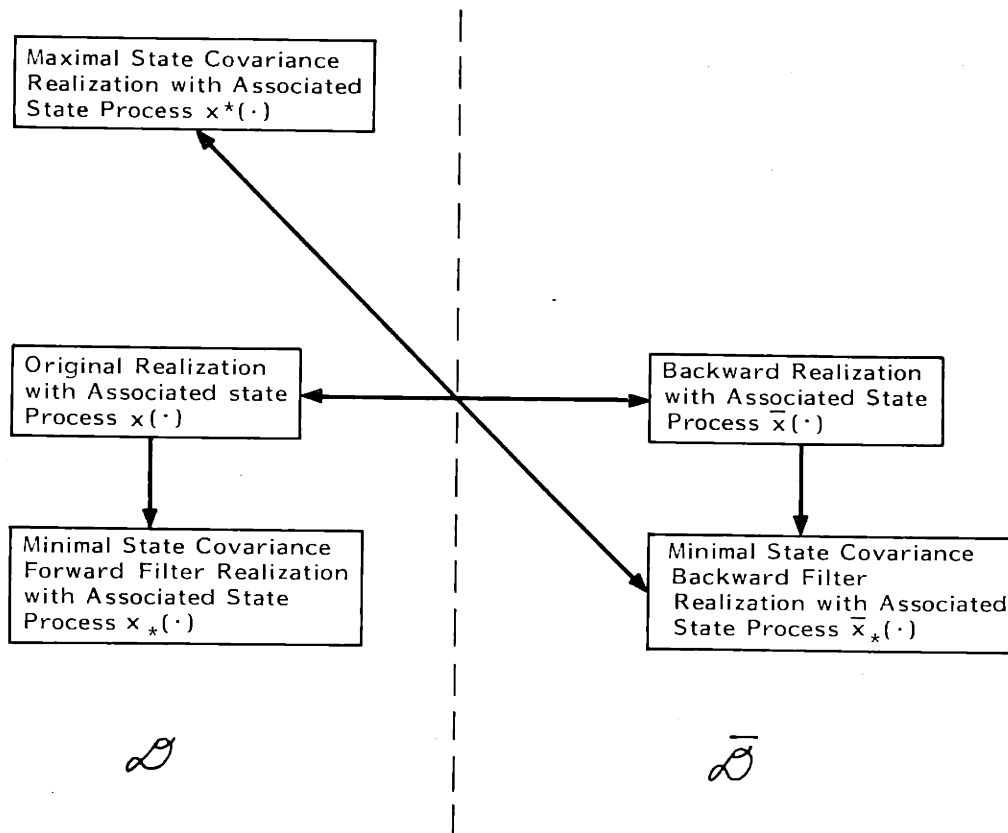 Maximal State Covariance
Realization with Associated
State Process x*(·)
Original Realization
with Associated state
Process x(·)
Backward Realization
with Associated State
Process x̅(·)
Minimal State Covariance
Forward Filter Realization
with Associated State
Process x_*(·)
Minimal State Covariance
Backward Filter
Realization with Associated
State Process x̅_*(·)
𝒟
𝒟̅